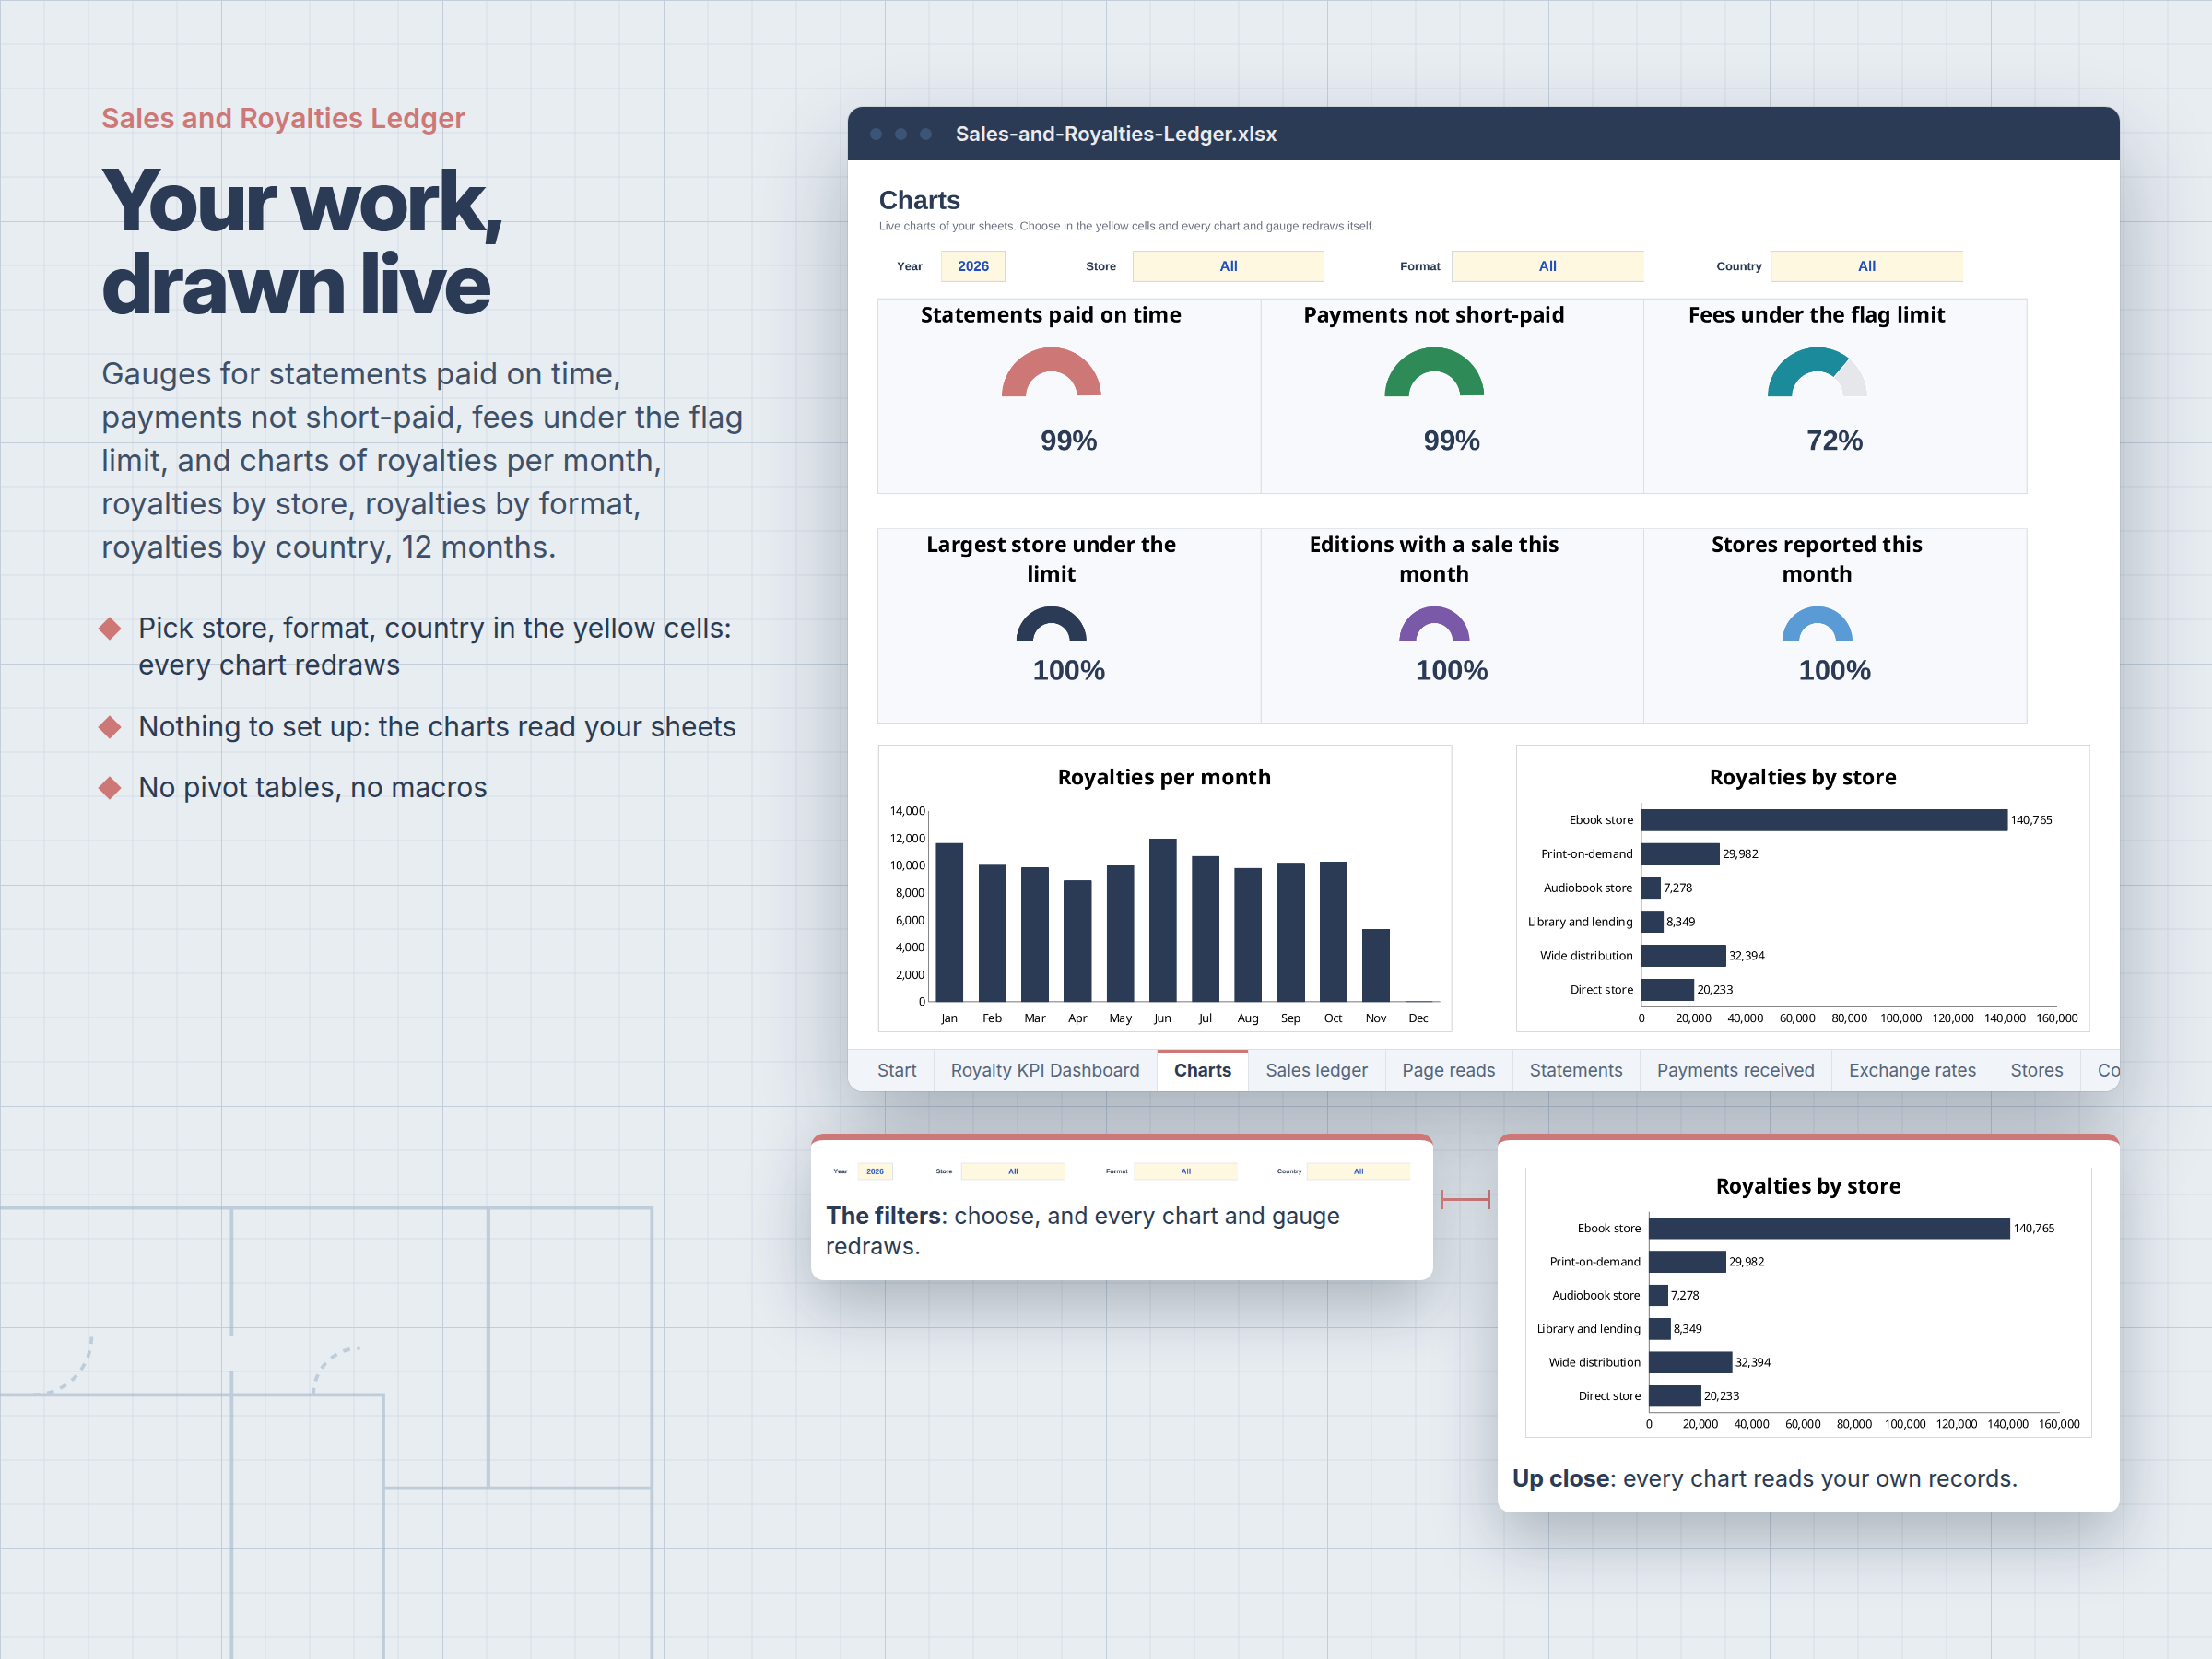 Sales and Royalties Ledger
Your work,
drawn live
Gauges for statements paid on time,
payments not short-paid, fees under the flag
limit, and charts of royalties per month,
royalties by store, royalties by format,
royalties by country, 12 months.
Pick store, format, country in the yellow cells:
every chart redraws
Nothing to set up: the charts read your sheets
No pivot tables, no macros
Sales-and-Royalties-Ledger.xlsx
Charts
Live charts of your sheets. Choose in the yellow cells and every chart and gauge redraws itself.
Year 2026 Store All Format All Country All
Statements paid on time
99%
Payments not short-paid
99%
Fees under the flag limit
72%
Largest store under the
limit
100%
Editions with a sale this
month
100%
Stores reported this
month
100%
Royalties per month
14,000
12,000
10,000
8,000
6,000
4,000
2,000
0
Jan Feb Mar Apr May Jun Jul Aug Sep Oct Nov Dec
Royalties by store
Ebook store 140,765
Print-on-demand 29,982
Audiobook store 7,278
Library and lending 8,349
Wide distribution 32,394
Direct store 20,233
0 20,000 40,000 60,000 80,000 100,000 120,000 140,000 160,000
Start Royalty KPI Dashboard Charts Sales ledger Page reads Statements Payments received Exchange rates Stores Co
Year 2026 Store All Format All Country All
The filters: choose, and every chart and gauge
redraws.
Royalties by store
Ebook store 140,765
Print-on-demand 29,982
Audiobook store 7,278
Library and lending 8,349
Wide distribution 32,394
Direct store 20,233
0 20,000 40,000 60,000 80,000 100,000 120,000 140,000 160,000
Up close: every chart reads your own records.